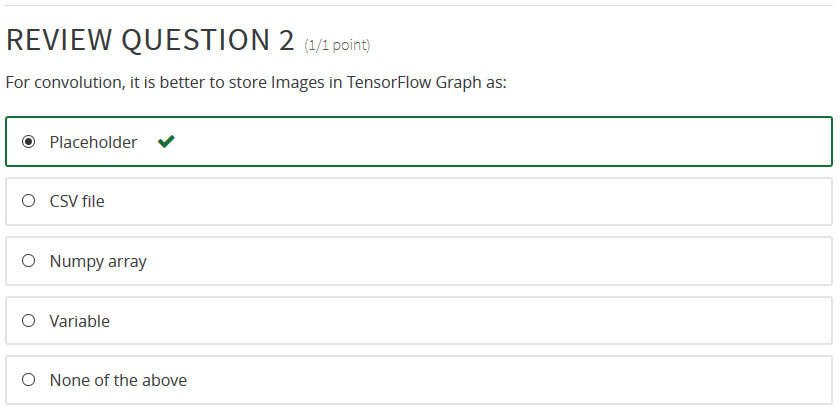 REVIEW QUESTION 2 (1/1 point)
For convolution, it is better to store Images in TensorFlow Graph as:
Placeholder
CSV file
Numpy array
Variable
None of the above